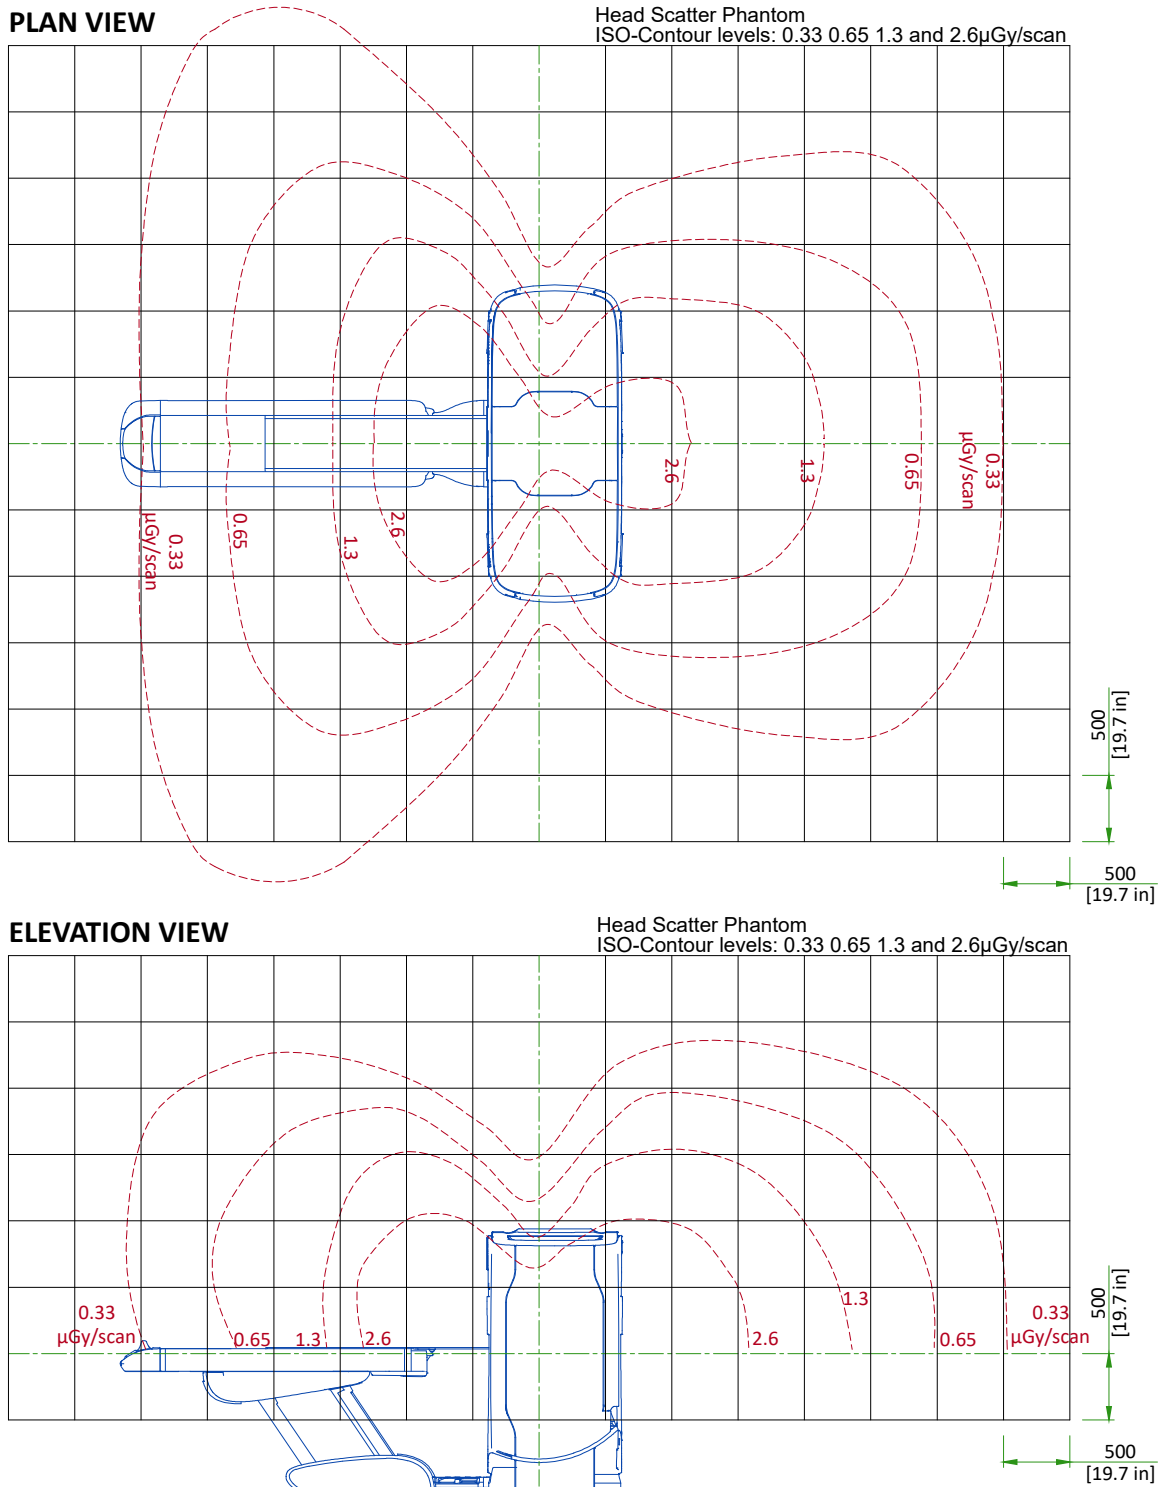 PLAN VIEW
Head Scatter Phantom
ISO-Contour levels: 0.33 0.65 1.3 and 2.6µGy/scan
0.33
µGy/scan
0.65
1.3
2.6
2.6
1.3
0.65
0.33
µGy/scan
500
[19.7 in]
500
[19.7 in]
ELEVATION VIEW
Head Scatter Phantom
ISO-Contour levels: 0.33 0.65 1.3 and 2.6µGy/scan
0.33
µGy/scan
0.65
1.3
2.6
2.6
1.3
0.65
0.33
µGy/scan
500
[19.7 in]
500
[19.7 in]